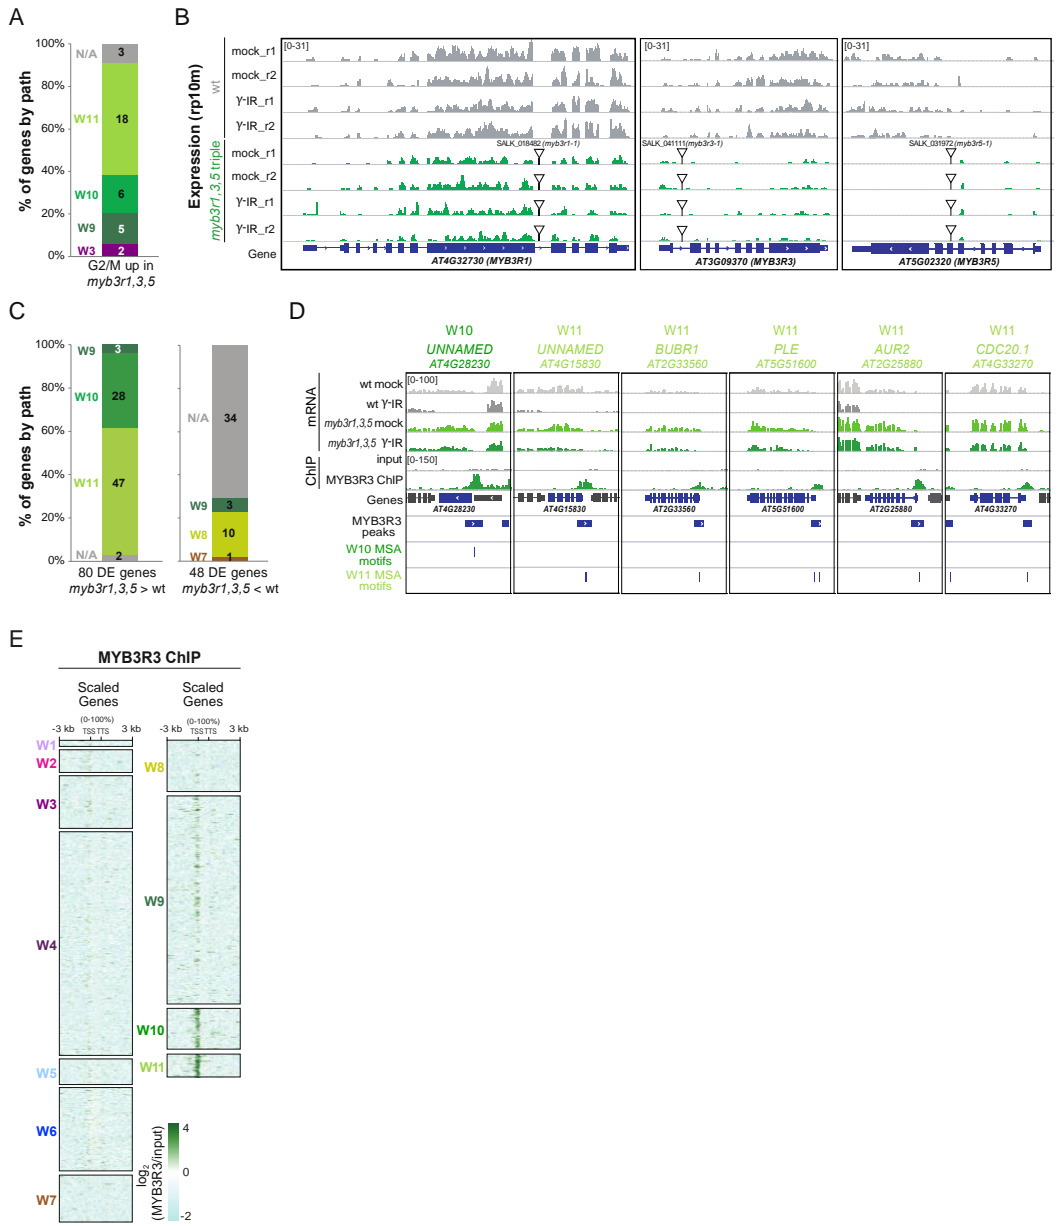 A
100%
80%
60%
40%
20%
0%
% of genes by path
N/A 3
W11 18
W10 6
W9 5
W3 2
G2/M up in
myb3r1,3,5
B
Expression (rp10m)
wt
myb3r1,3,5 triple
mock_r1
mock_r2
γ-IR_r1
γ-IR_r2
mock_r1
mock_r2
γ-IR_r1
γ-IR_r2
Gene
[0-31]
[0-31]
[0-31]
SALK_018482 (myb3r1-1)
SALK_041111(myb3r3-1)
SALK_031972 (myb3r5-1)
AT4G32730 (MYB3R1)
AT3G09370 (MYB3R3)
AT5G02320 (MYB3R5)
C
% of genes by path
100%
80%
60%
40%
20%
0%
W9 3
W10 28
W11 47
N/A 2
80 DE genes
myb3r1,3,5 > wt
100%
80%
60%
40%
20%
0%
N/A 34
W9 3
W8 10
W7 1
48 DE genes
myb3r1,3,5 < wt
D
W10 W11 W11 W11 W11 W11
UNNAMED UNNAMED BUBR1 PLE AUR2 CDC20.1
AT4G28230 AT4G15830 AT2G33560 AT5G51600 AT2G25880 AT4G33270
mRNA
wt mock
[0-100]
wt γ-IR
myb3r1,3,5 mock
myb3r1,3,5 γ-IR
ChIP
input
[0-150]
MYB3R3 ChIP
Genes
AT4G28230 AT4G15830 AT2G33560 AT5G51600 AT2G25880 AT4G33270
MYB3R3
peaks
W10 MSA
motifs
W11 MSA
motifs
E
MYB3R3 ChIP
Scaled
Genes
(0-100%)
-3 kb TSS TTS 3 kb
W1
W2
W3
W4
W5
W6
W7
Scaled
Genes
(0-100%)
-3 kb TSS TTS 3 kb
W8
W9
W10
W11
log2
(MYB3R3/input)
4
0
-2